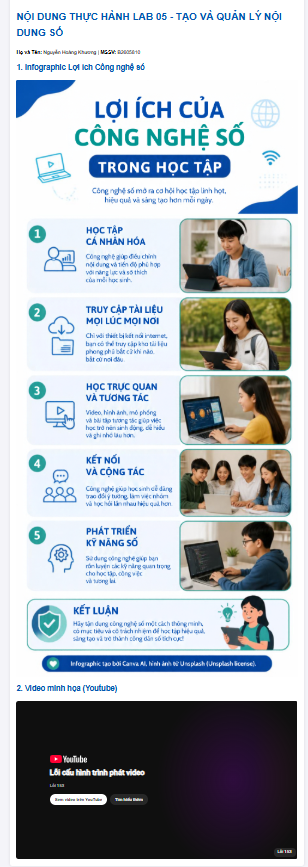 NỘI DUNG THỰC HÀNH LAB 05 - TẠO VÀ QUẢN LÝ NỘI
DUNG SỐ
Họ và Tên: Nguyễn Hoàng Khương | MSSV: B2605810
1. Infographic Lợi ích Công nghệ số
LỢI ÍCH CỦA
CÔNG NGHỆ SỐ
TRONG HỌC TẬP
Công nghệ số mở ra cơ hội học tập linh hoạt,
hiệu quả và sáng tạo hơn mỗi ngày.
1
HỌC TẬP
CÁ NHÂN HÓA
Công nghệ giúp điều chỉnh
nội dung và tiến độ phù hợp
với năng lực và sở thích
của mỗi học sinh.
2
TRUY CẬP TÀI LIỆU
MỌI LÚC MỌI NƠI
Chỉ với thiết bị kết nối internet,
bạn có thể truy cập kho tài liệu
phong phú bất cứ khi nào,
bất cứ nơi đâu.
3
HỌC TRỰC QUAN
VÀ TƯƠNG TÁC
Video, hình ảnh, mô phỏng
và bài tập tương tác giúp việc
học trở nên sinh động, dễ hiểu
và ghi nhớ lâu hơn.
4
KẾT NỐI
VÀ CỘNG TÁC
Công nghệ giúp học sinh dễ dàng
trao đổi ý tưởng, làm việc nhóm
và học hỏi lẫn nhau hiệu quả hơn.
5
PHÁT TRIỂN
KỸ NĂNG SỐ
Sử dụng công nghệ giúp bạn
rèn luyện các kỹ năng quan trọng
cho học tập, công việc
và tương lai.
KẾT LUẬN
Hãy tận dụng công nghệ số một cách thông minh,
có mục tiêu và có trách nhiệm để học tập hiệu quả,
sáng tạo và trở thành công dân số tích cực!
Infographic tạo bởi Canva AI, hình ảnh từ Unsplash (Unsplash license).
2. Video minh họa (Youtube)
YouTube
Lỗi cấu hình trình phát video
Lỗi 153
Xem video trên YouTube
Tìm hiểu thêm
Lỗi 153